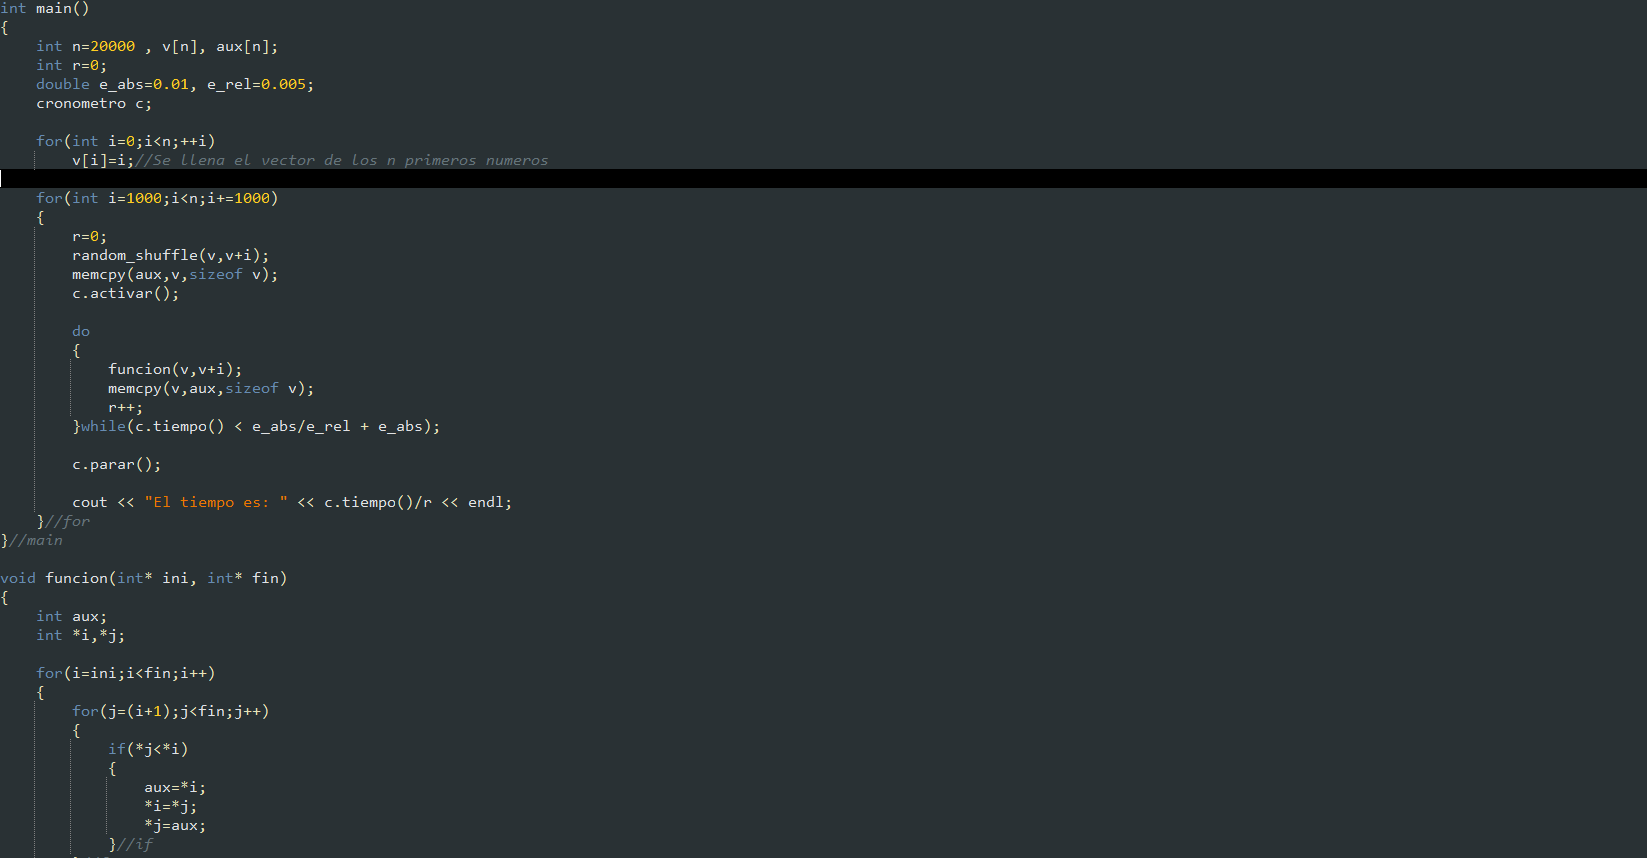 int main()
{
int n=20000 , v[n], aux[n];
int r=0;
double e_abs=0.01, e_rel=0.005;
cronometro c;
for(int i=0;i<n;++i)
v[i]=i;//Se llena el vector de los n primeros numeros
for(int i=1000;i<n;i+=1000)
{
r=0;
random_shuffle(v,v+i);
memcpy(aux,v,sizeof v);
c.activar();
do
{
funcion(v,v+i);
memcpy(v,aux,sizeof v);
r++;
}while(c.tiempo() < e_abs/e_rel + e_abs);
c.parar();
cout << "El tiempo es: " << c.tiempo()/r << endl;
}//for
}//main
void funcion(int* ini, int* fin)
{
int aux;
int *i,*j;
for(i=ini;i<fin;i++)
{
for(j=(i+1);j<fin;j++)
{
if(*j<*i)
{
aux=*i;
*i=*j;
*j=aux;
}//if